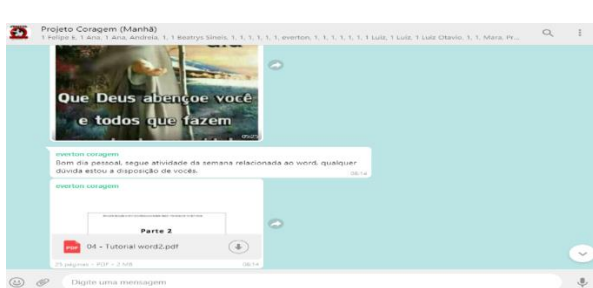 Projeto Coragem (Manhã)
1 Felipe k, 1 Ana, 1 Ana, Andreia, 1, 1 Beatrys Sinais, 1, 1, 1, 1, 1, 1, everton, 1, 1, 1, 1, 1, 1 Luiz, 1 Luiz, 1 Luiz Otavio, 1, 1, Mara, Pr...
dia
Que Deus abençoe você
e todos que fazem
everton coragem
Bom dia pessoal, segue atividade da semana relacionada ao word, qualquer
dúvida estou a disposição de vocês.
08:14
everton coragem
Parte 2
PDF
04 - Tutorial word2.pdf
25 páginas • PDF • 2 MB
08:14
Digite uma mensagem